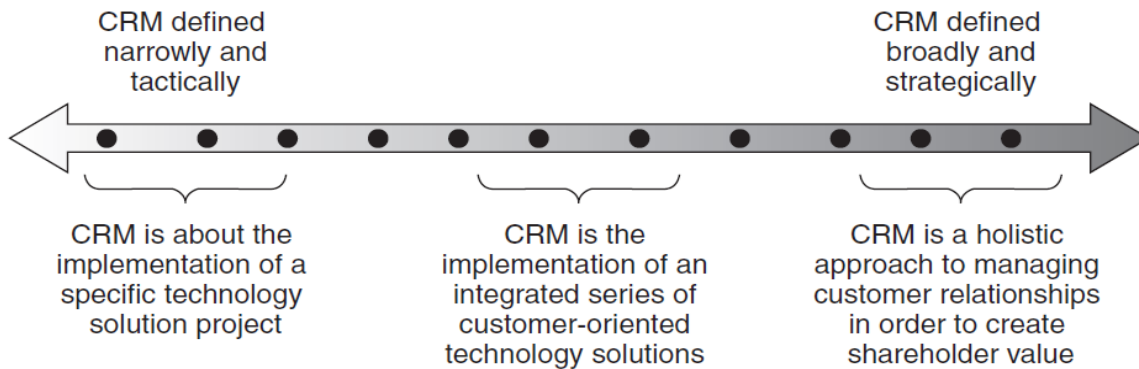 CRM defined
narrowly and
tactically
CRM defined
broadly and
strategically
CRM is about the
implementation of a
specific technology
solution project
CRM is the
implementation of an
integrated series of
customer-oriented
technology solutions
CRM is a holistic
approach to managing
customer relationships
in order to create
shareholder value